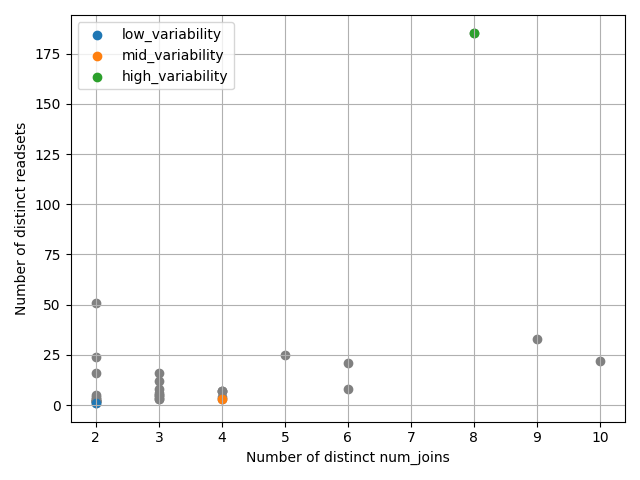 low_variability
mid_variability
high_variability
175
150
125
100
75
50
25
0
Number of distinct readsets
2 3 4 5 6 7 8 9 10
Number of distinct num_joins